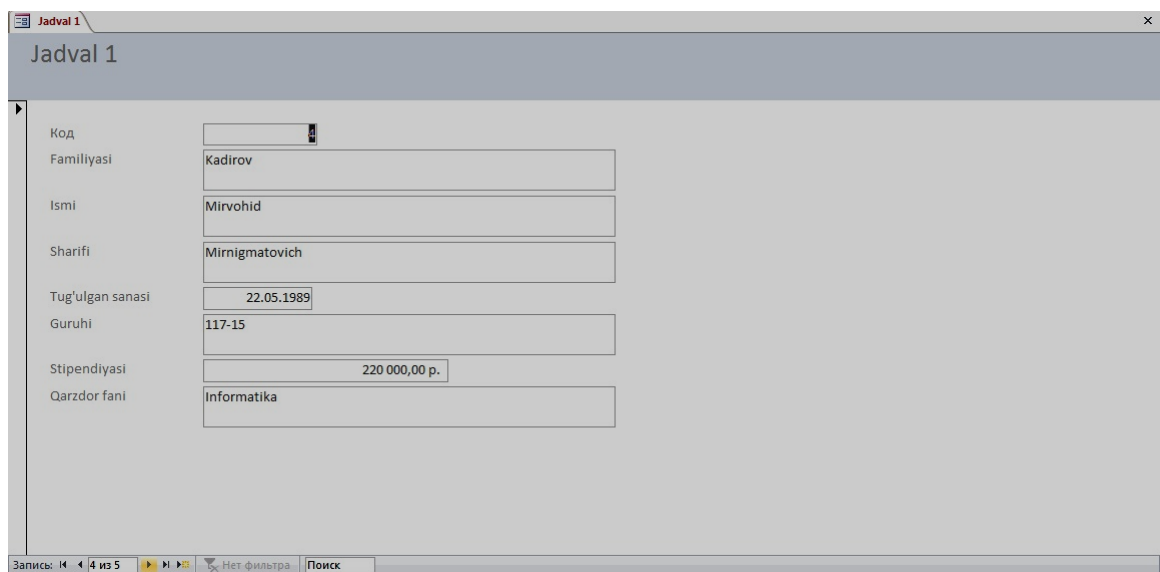 Jadval 1
Jadval 1
Код 4
Familiyasi Kadirov
Ismi Mirvohid
Sharifi Mirnigmatovich
Tug'ulgan sanasi 22.05.1989
Guruhi 117-15
Stipendiyasi 220 000,00 р.
Qarzdor fani Informatika
Запись: 4 из 5 Нет фильтра Поиск